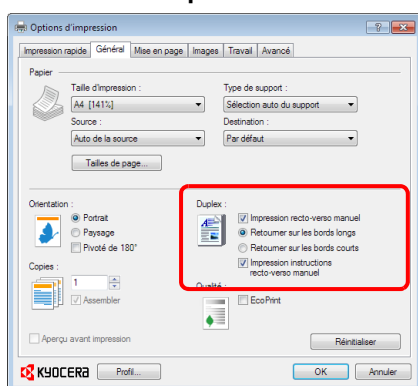 Options d'impression
Impression rapide Général Mise en page Images Travail Avancé
Papier
Taille d'impression : Type de support :
A4 [141%] Sélection auto du support
Source : Destination :
Auto de la source Par défaut
Tailles de page...
Orientation : Duplex :
Portrait Impression recto-verso manuel
Paysage Retourner sur les bords longs
Pivoté de 180° Retourner sur les bords courts
Impression instructions
recto-verso manuel
Copies : Qualité :
1 EcoPrint
Assembler
Aperçu avant impression Réinitialiser
KYOCERA Profil... OK Annuler